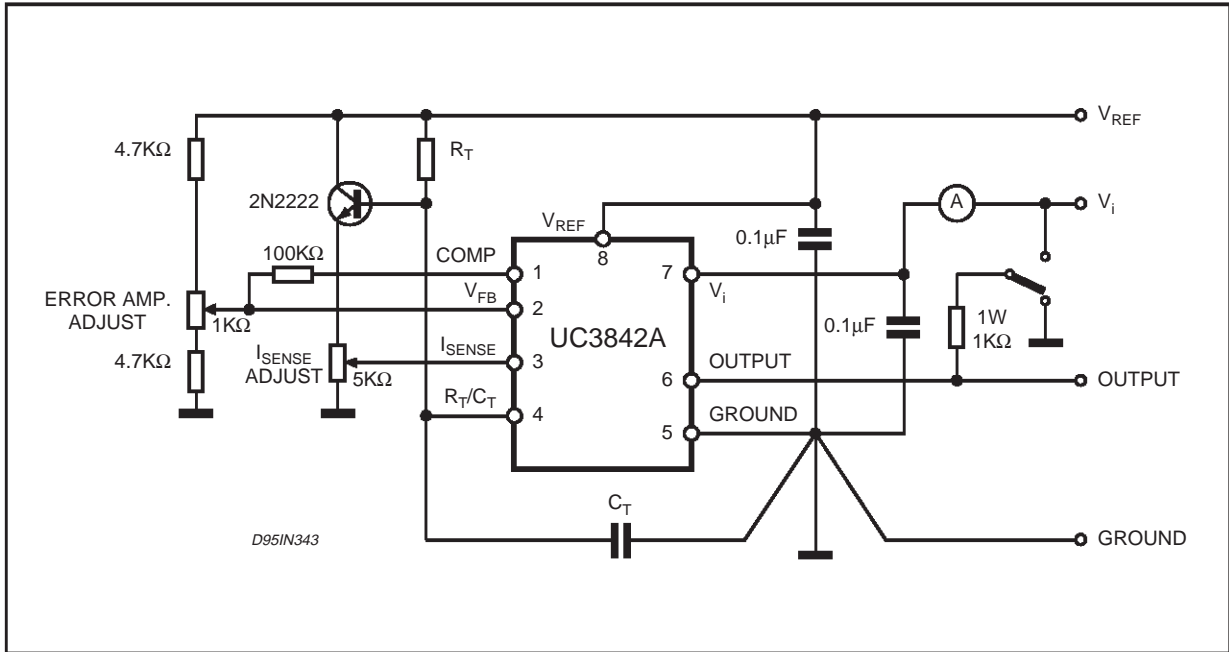 V_REF
4.7KΩ
R_T
2N2222
V_REF
A
V_i
8
0.1µF
100KΩ
COMP
1
7
V_i
V_FB
2
ERROR AMP.
ADJUST
1KΩ
UC3842A
0.1µF
1W
1KΩ
4.7KΩ
I_SENSE
ADJUST
5KΩ
I_SENSE
3
OUTPUT
6
OUTPUT
R_T/C_T
4
GROUND
5
C_T
D95IN343
GROUND